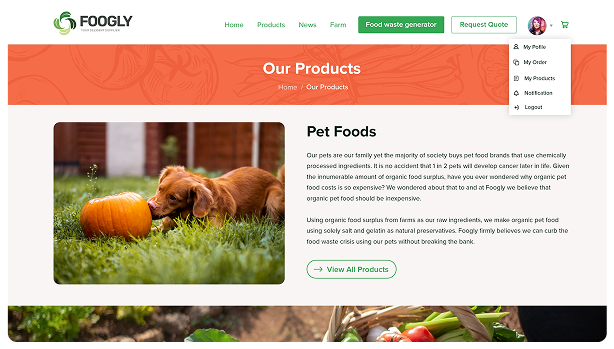 FOOGLY
Home
Products
News
Farm
Food waste generator
Request Quote
My Pofile
My Order
My Products
Notification
Logout
Our Products
Home / Our Products
Pet Foods
Our pets are our family yet the majority of society buys pet food brands that use chemically
processed ingredients. It is no accident that 1 in 2 pets will develop cancer later in life. Given
the innumerable amount of organic food surplus, have you ever wondered why organic pet
food costs is so expensive? We wondered about that to and at Foogly we believe that
organic pet food should be inexpensive.
Using organic food surplus from farms as our raw ingredients, we make organic pet food
using solely salt and gelatin as natural preservatives. Foogly firmly believes we can curb the
food waste crisis using our pets without breaking the bank.
View All Products